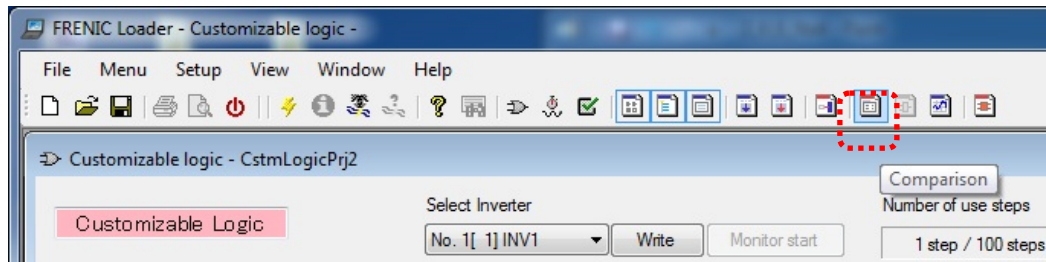 FRENIC Loader - Customizable logic -
File Menu Setup View Window Help
Customizable logic - CstmLogicPrj2
Comparison
Customizable Logic
Select Inverter
Number of use steps
No. 1[ 1] INV1
Write
Monitor start
1 step / 100 steps